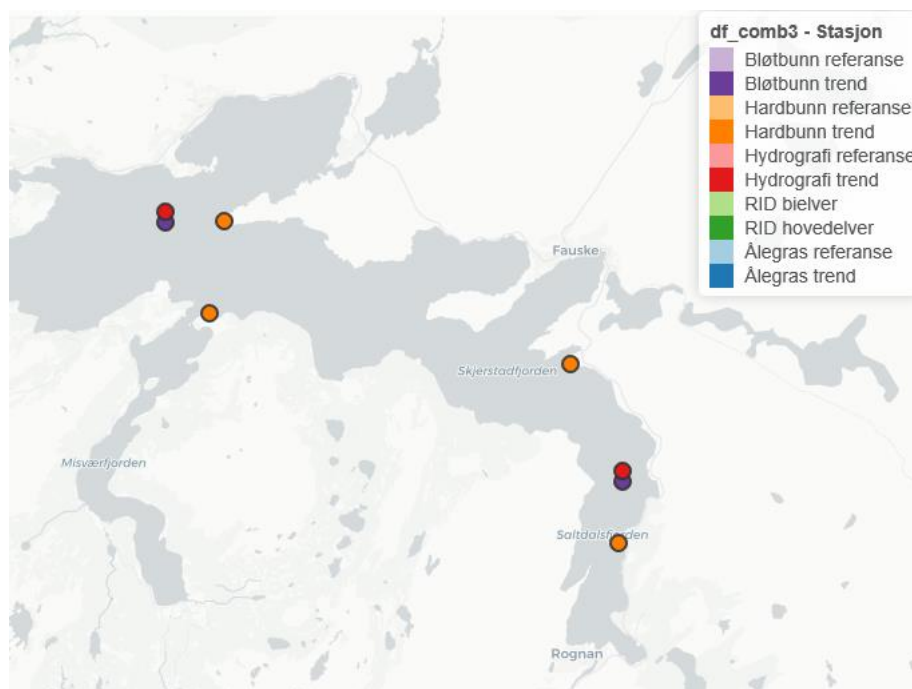 df_comb3 - Stasjon
Bløtbunn referanse
Bløtbunn trend
Hardbunn referanse
Hardbunn trend
Hydrografi referanse
Hydrografi trend
RID bielver
RID hovedelver
Ålegras referanse
Ålegras trend
Fauske
Skjerstadfjorden
Misværfjorden
Saltdalsfjorden
Rognan